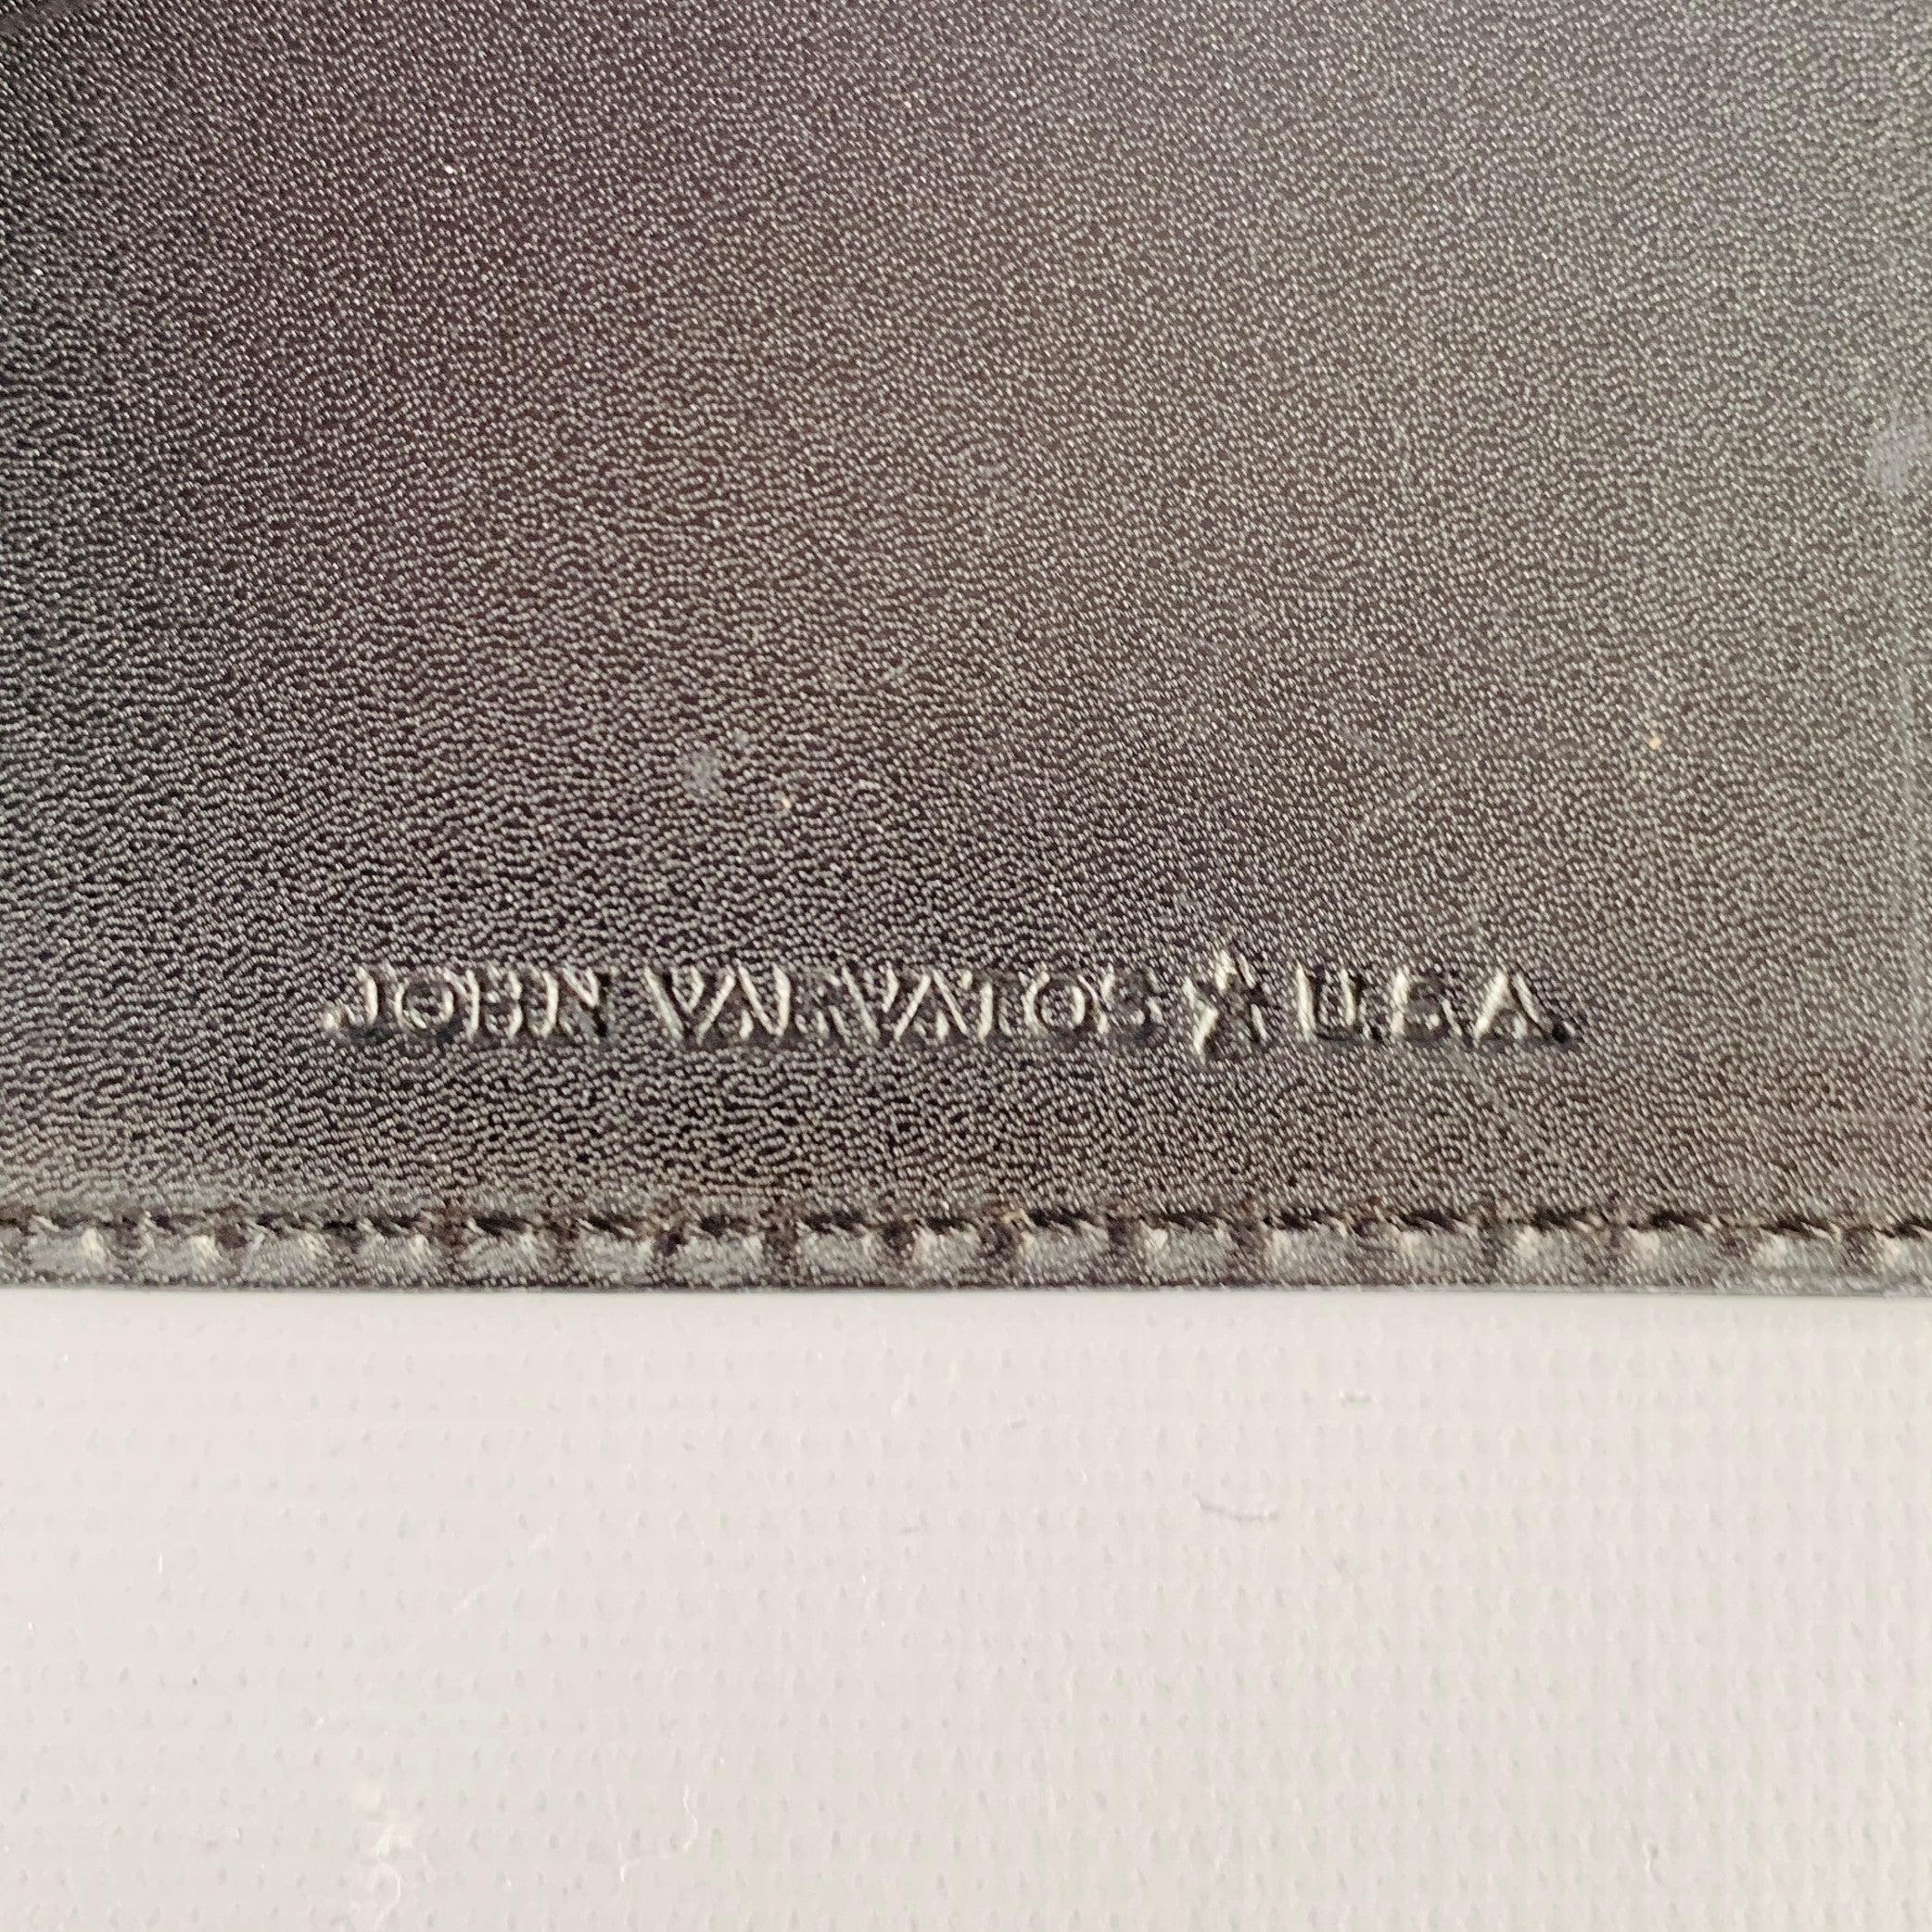 JOHN VARVATOS ★ U.S.A.